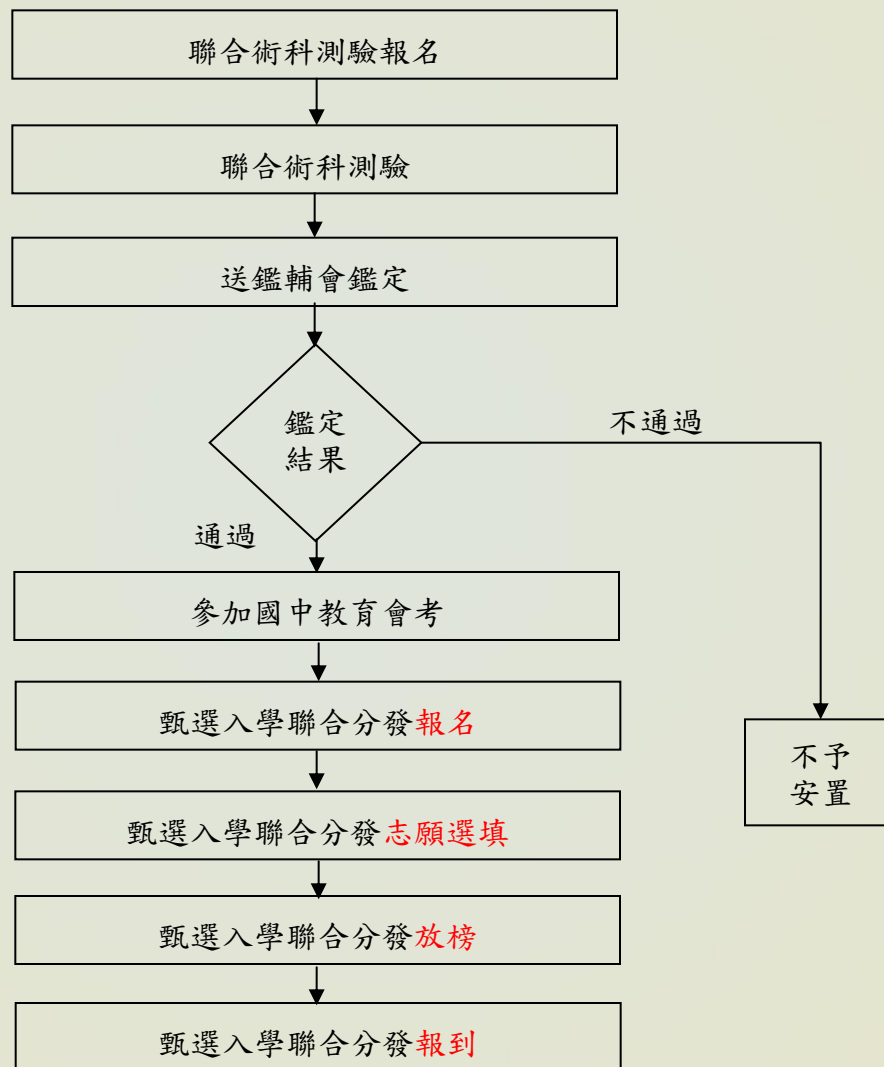 聯合術科測驗報名
聯合術科測驗
送鑑輔會鑑定
鑑定
結果
不通過
通過
參加國中教育會考
甄選入學聯合分發報名
不予
安置
甄選入學聯合分發志願選填
甄選入學聯合分發放榜
甄選入學聯合分發報到